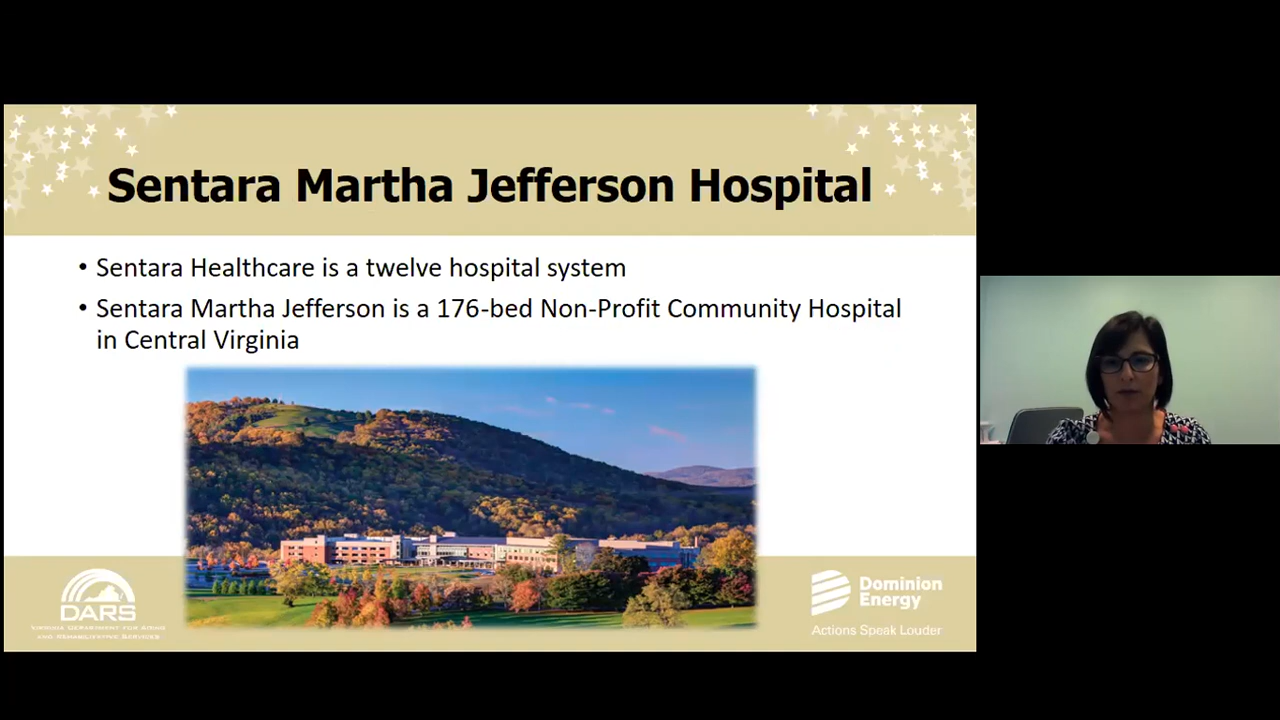 Sentara Martha Jefferson Hospital
• Sentara Healthcare is a twelve hospital system
• Sentara Martha Jefferson is a 176-bed Non-Profit Community Hospital
in Central Virginia
DARS
VIRGINIA DEPARTMENT FOR AGING
AND REHABILITATIVE SERVICES
Dominion
Energy
Actions Speak Louder